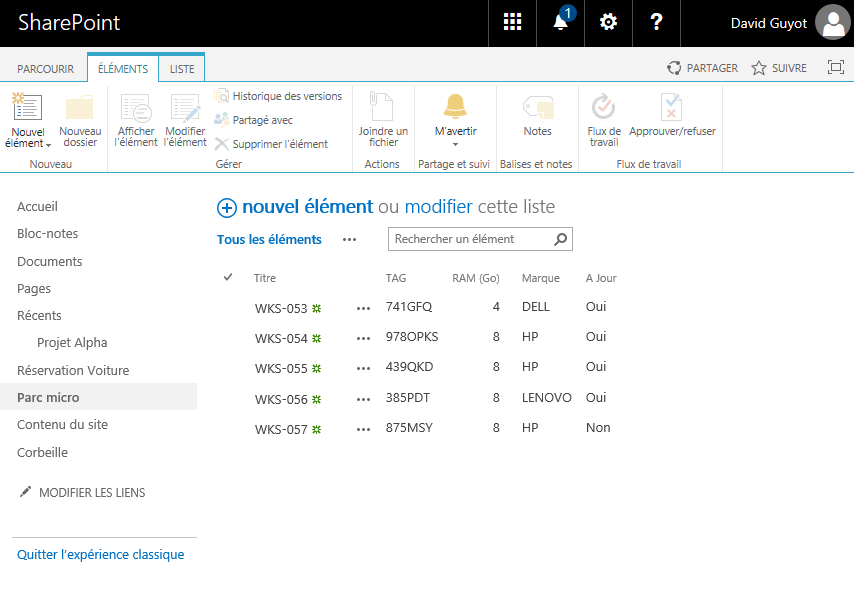 SharePoint
1
?
David Guyot
PARCOURIR ÉLÉMENTS LISTE
PARTAGER SUIVRE
Nouvel élément
Nouveau dossier
Afficher l'élément
Modifier l'élément
Historique des versions
Partagé avec
Supprimer l'élément
Joindre un fichier
M'avertir
Notes
Flux de travail
Approuver/refuser
Nouveau Gérer Actions Partage et suivi Balises et notes Flux de travail
Accueil
Bloc-notes
Documents
Pages
Récents
Projet Alpha
Réservation Voiture
Parc micro
Contenu du site
Corbeille
MODIFIER LES LIENS
Quitter l'expérience classique
nouvel élément ou modifier cette liste
Tous les éléments ••• Rechercher un élément
Titre TAG RAM (Go) Marque A Jour
WKS-053 ••• 741GFQ 4 DELL Oui
WKS-054 ••• 978OPKS 8 HP Oui
WKS-055 ••• 439QKD 8 HP Oui
WKS-056 ••• 385PDT 8 LENOVO Oui
WKS-057 ••• 875MSY 8 HP Non